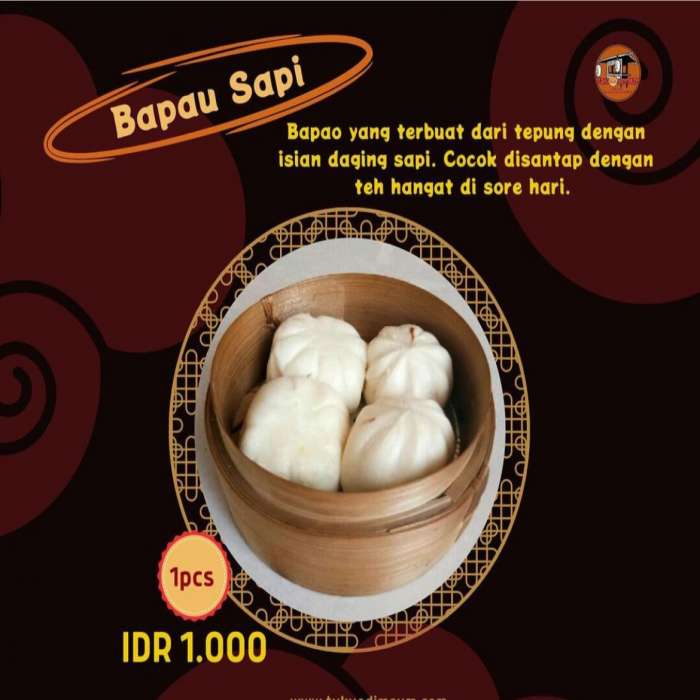 Bapau Sapi
Bapao yang terbuat dari tepung dengan
isian daging sapi. Cocok disantap dengan
teh hangat di sore hari.
1pcs
IDR 1.000